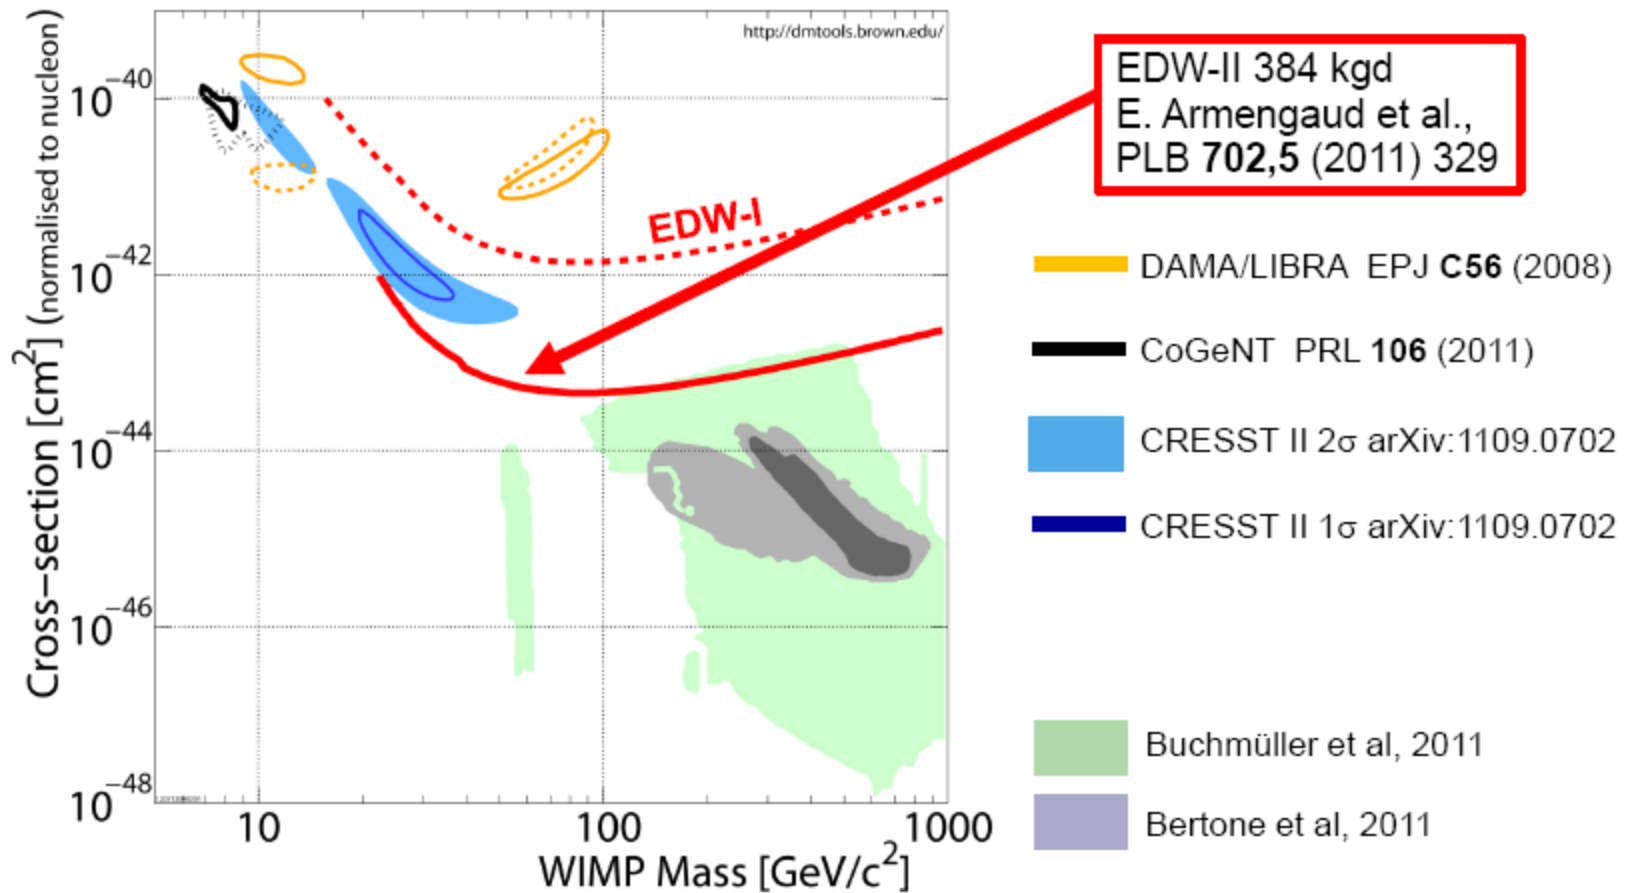 http://dmtools.brown.edu/
Cross−section [cm²] (normalised to nucleon)
10⁻⁴⁰
10⁻⁴²
10⁻⁴⁴
10⁻⁴⁶
10⁻⁴⁸
10
100
1000
WIMP Mass [GeV/c²]
EDW-I
EDW-II 384 kgd
E. Armengaud et al.,
PLB 702,5 (2011) 329
DAMA/LIBRA EPJ C56 (2008)
CoGeNT PRL 106 (2011)
CRESST II 2σ arXiv:1109.0702
CRESST II 1σ arXiv:1109.0702
Buchmüller et al, 2011
Bertone et al, 2011